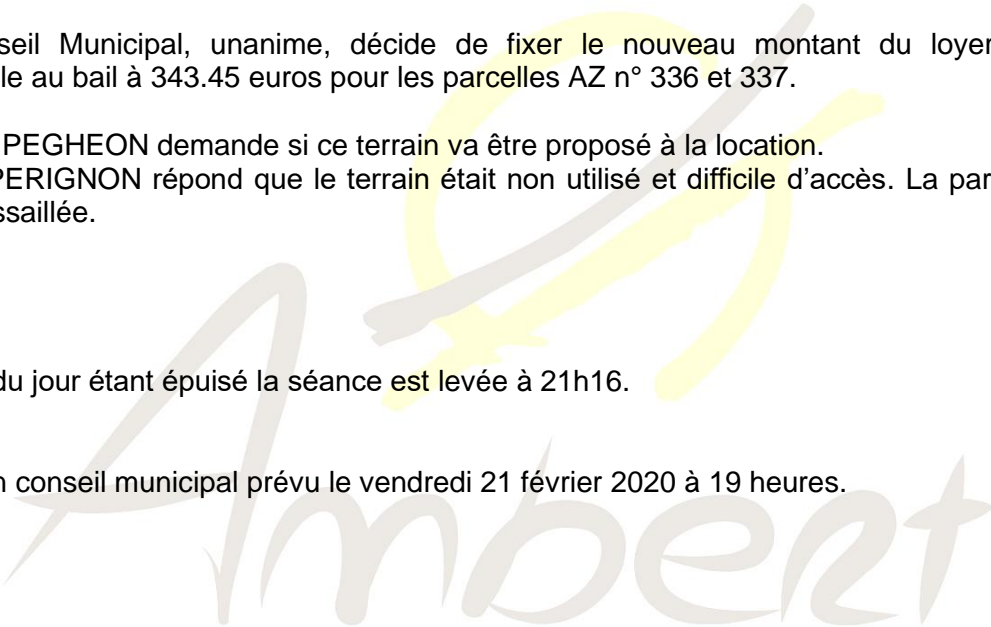 seil Municipal, unanime, décide de fixer le nouveau montant du loyer
le au bail à 343.45 euros pour les parcelles AZ n° 336 et 337.
PEGHEON demande si ce terrain va être proposé à la location.
PERIGNON répond que le terrain était non utilisé et difficile d’accès. La par
ssaillée.
du jour étant épuisé la séance est levée à 21h16.
n conseil municipal prévu le vendredi 21 février 2020 à 19 heures.
Ambert